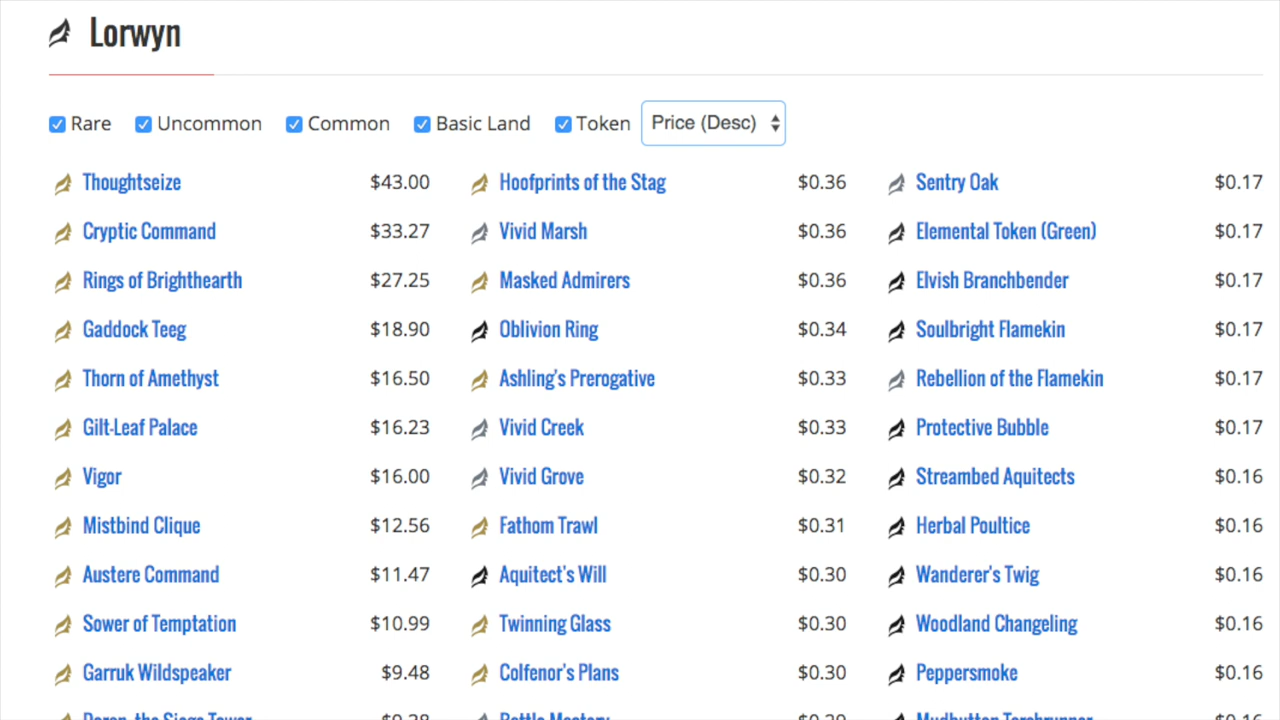 Lorwyn
Rare Uncommon Common Basic Land Token Price (Desc)
Thoughtseize $43.00 Hoofprints of the Stag $0.36 Sentry Oak $0.17
Cryptic Command $33.27 Vivid Marsh $0.36 Elemental Token (Green) $0.17
Rings of Brighthearth $27.25 Masked Admirers $0.36 Elvish Branchbender $0.17
Gaddock Teeg $18.90 Oblivion Ring $0.34 Soulbright Flamekin $0.17
Thorn of Amethyst $16.50 Ashling's Prerogative $0.33 Rebellion of the Flamekin $0.17
Gilt-Leaf Palace $16.23 Vivid Creek $0.33 Protective Bubble $0.17
Vigor $16.00 Vivid Grove $0.32 Streambed Aquitects $0.16
Mistbind Clique $12.56 Fathom Trawl $0.31 Herbal Poultice $0.16
Austere Command $11.47 Aquitect's Will $0.30 Wanderer's Twig $0.16
Sower of Temptation $10.99 Twinning Glass $0.30 Woodland Changeling $0.16
Garruk Wildspeaker $9.48 Colfenor's Plans $0.30 Peppersmoke $0.16